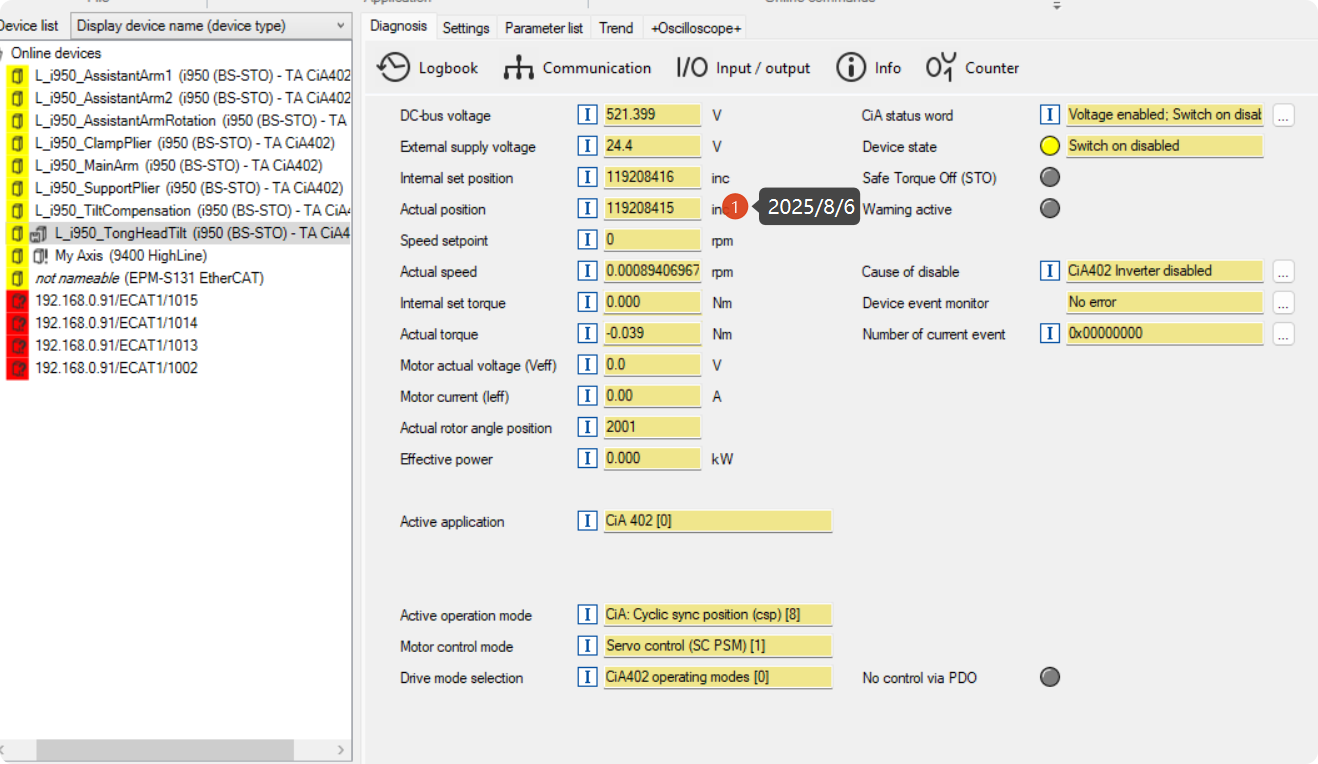 Device list Display device name (device type)
Online devices
L_i950_AssistantArm1 (i950 (BS-STO) - TA CiA402
L_i950_AssistantArm2 (i950 (BS-STO) - TA CiA402
L_i950_AssistantArmRotation (i950 (BS-STO) - TA
L_i950_ClampPlier (i950 (BS-STO) - TA CiA402)
L_i950_MainArm (i950 (BS-STO) - TA CiA402)
L_i950_SupportPlier (i950 (BS-STO) - TA CiA402)
L_i950_TiltCompensation (i950 (BS-STO) - TA CiA4
L_i950_TongHeadTilt (i950 (BS-STO) - TA CiA4
My Axis (9400 HighLine)
not nameable (EPM-S131 EtherCAT)
192.168.0.91/ECAT1/1015
192.168.0.91/ECAT1/1014
192.168.0.91/ECAT1/1013
192.168.0.91/ECAT1/1002
Diagnosis Settings Parameter list Trend +Oscilloscope+
Logbook Communication I/O Input / output Info Counter
DC-bus voltage I 521.399 V
External supply voltage I 24.4 V
Internal set position I 119208416 inc
Actual position I 119208415 in 1 2025/8/6
Speed setpoint I 0 rpm
Actual speed I 0.00089406967 rpm
Internal set torque I 0.000 Nm
Actual torque I -0.039 Nm
Motor actual voltage (Veff) I 0.0 V
Motor current (Ieff) I 0.00 A
Actual rotor angle position I 2001
Effective power I 0.000 kW
Active application I CiA 402 [0]
Active operation mode I CiA: Cyclic sync position (csp) [8]
Motor control mode I Servo control (SC PSM) [1]
Drive mode selection I CiA402 operating modes [0]
CiA status word I Voltage enabled; Switch on disab ...
Device state Switch on disabled
Safe Torque Off (STO)
Warning active
Cause of disable I CiA402 Inverter disabled ...
Device event monitor No error ...
Number of current event I 0x00000000 ...
No control via PDO